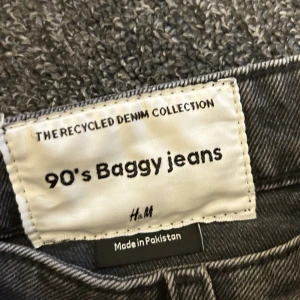 THE RECYCLED DENIM COLLECTION
90's Baggy jeans
H&M
Made in Pakistan